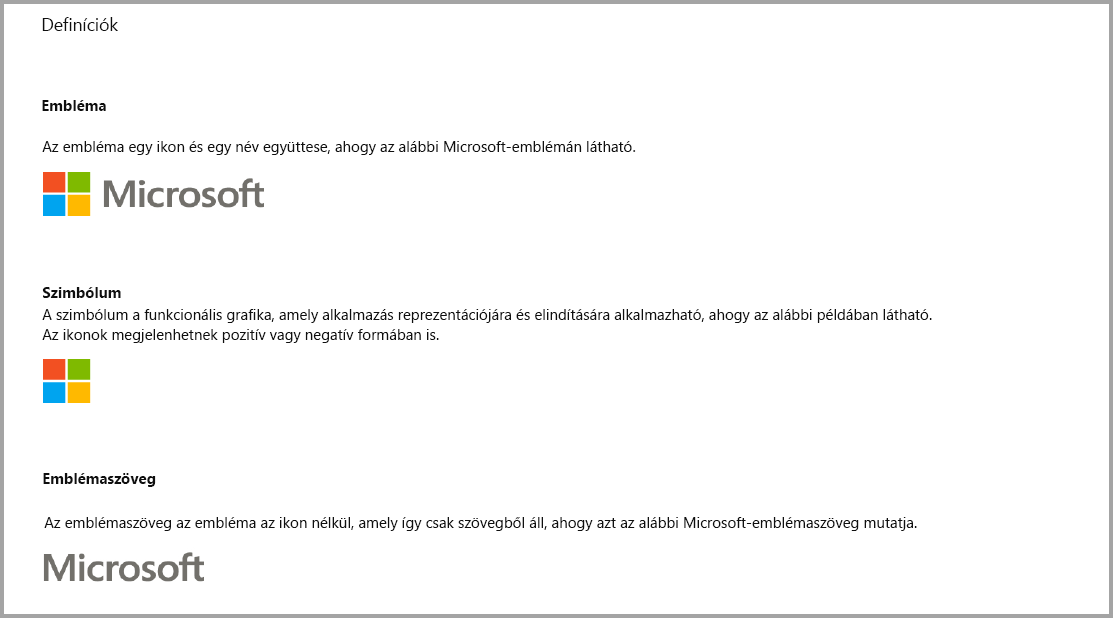 Definíciók
Embléma
Az embléma egy ikon és egy név együttese, ahogy az alábbi Microsoft-emblémán látható.
Microsoft
Szimbólum
A szimbólum a funkcionális grafika, amely alkalmazás reprezentációjára és elindítására alkalmazható, ahogy az alábbi példában látható.
Az ikonok megjelenhetnek pozitív vagy negatív formában is.
Emblémaszöveg
Az emblémaszöveg az embléma az ikon nélkül, amely így csak szövegből áll, ahogy azt az alábbi Microsoft-emblémaszöveg mutatja.
Microsoft